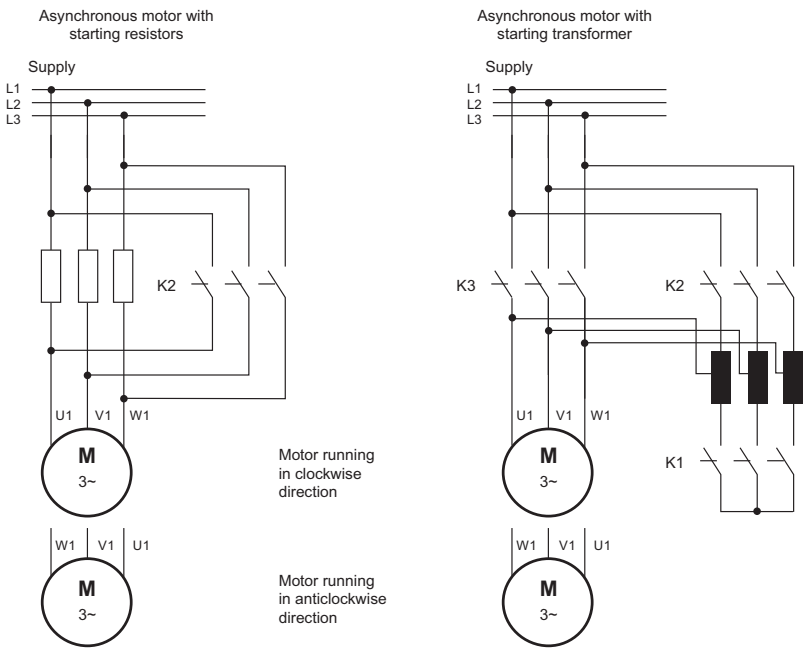 Asynchronous motor with
starting resistors
Supply
L1
L2
L3
K2
U1 V1 W1
M
3~
Motor running
in clockwise
direction
W1 V1 U1
M
3~
Motor running
in anticlockwise
direction
Asynchronous motor with
starting transformer
Supply
L1
L2
L3
K3 K2
U1 V1 W1
M
3~
K1
W1 V1 U1
M
3~